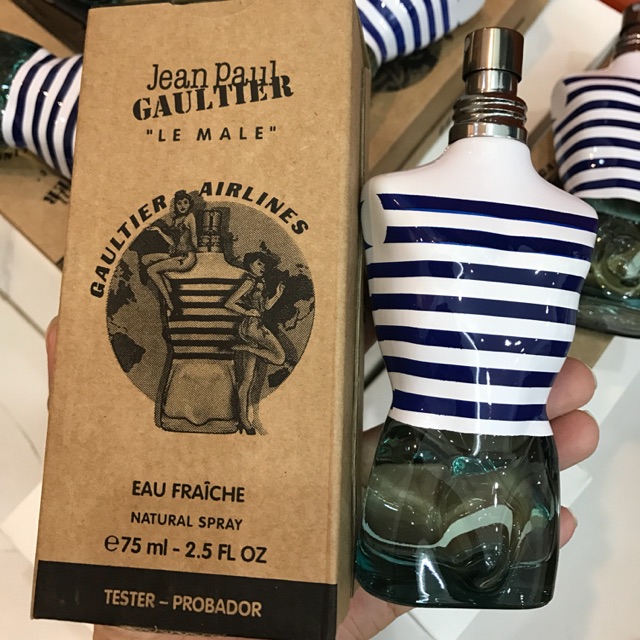 Jean Paul
GAULTIER
"LE MALE"
GAULTIER AIRLINES
EAU FRAÎCHE
NATURAL SPRAY
℮75 ml - 2.5 FL OZ
TESTER – PROBADOR